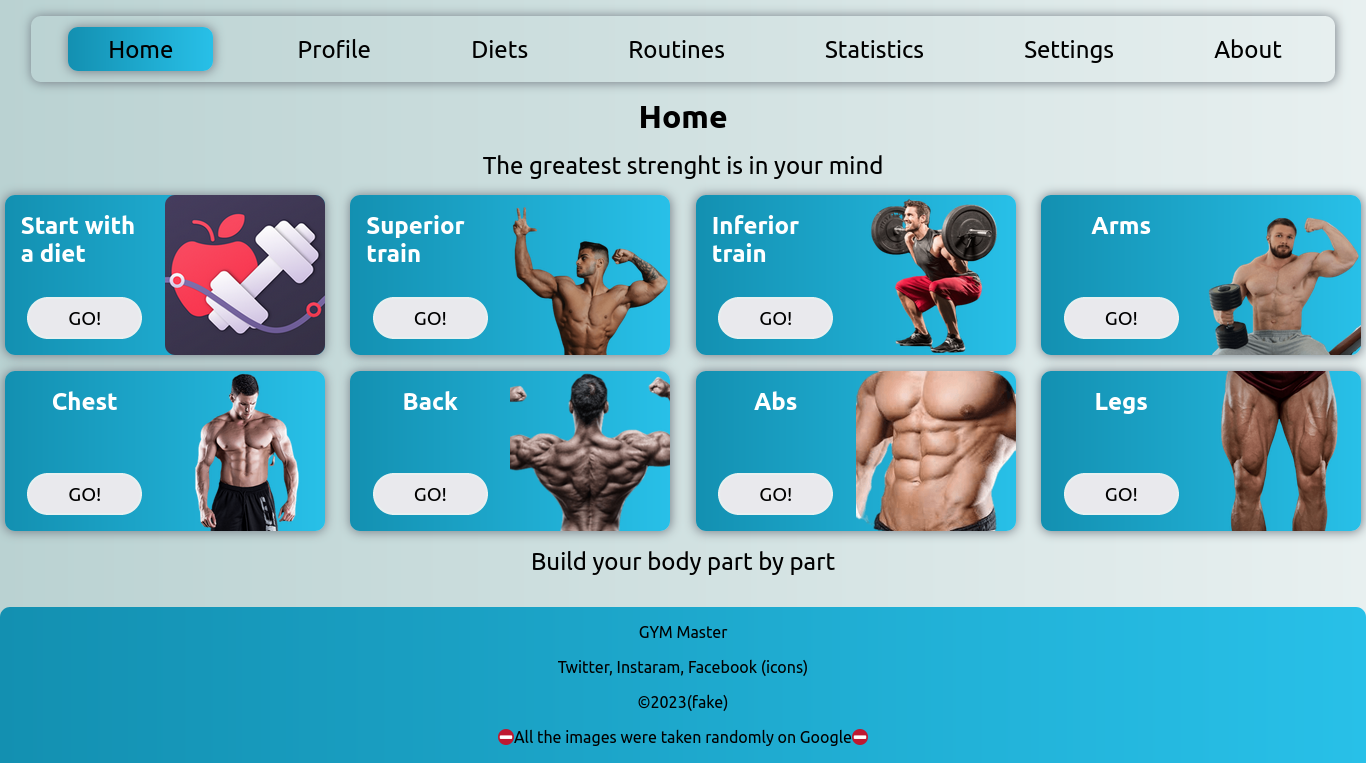 Home Profile Diets Routines Statistics Settings About
Home
The greatest strenght is in your mind
Start with
a diet
GO!
Superior
train
GO!
Inferior
train
GO!
Arms
GO!
Chest
GO!
Back
GO!
Abs
GO!
Legs
GO!
Build your body part by part
GYM Master
Twitter, Instaram, Facebook (icons)
©2023(fake)
⛔All the images were taken randomly on Google⛔